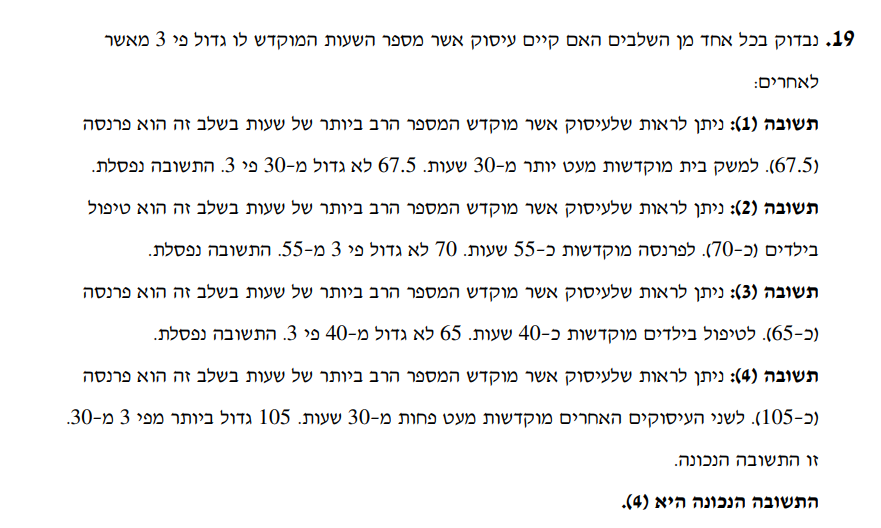 19. נבדוק בכל אחד מן השלבים האם קיים עיסוק אשר מספר השעות המוקדש לו גדול פי 3 מאשר
לאחרים:
תשובה (1): ניתן לראות שלעיסוק אשר מוקדש המספר הרב ביותר של שעות בשלב זה הוא פרנסה
(67.5). למשק בית מוקדשות מעט יותר מ-30 שעות. 67.5 לא גדול מ-30 פי 3. התשובה נפסלת.
תשובה (2): ניתן לראות שלעיסוק אשר מוקדש המספר הרב ביותר של שעות בשלב זה הוא טיפול
בילדים (כ-70). לפרנסה מוקדשות כ-55 שעות. 70 לא גדול פי 3 מ-55. התשובה נפסלת.
תשובה (3): ניתן לראות שלעיסוק אשר מוקדש המספר הרב ביותר של שעות בשלב זה הוא פרנסה
(כ-65). לטיפול בילדים מוקדשות כ-40 שעות. 65 לא גדול מ-40 פי 3. התשובה נפסלת.
תשובה (4): ניתן לראות שלעיסוק אשר מוקדש המספר הרב ביותר של שעות בשלב זה הוא פרנסה
(כ-105). לשני העיסוקים האחרים מוקדשות מעט פחות מ-30 שעות. 105 גדול ביותר מפי 3 מ-30.
זו התשובה הנכונה.
התשובה הנכונה היא (4).